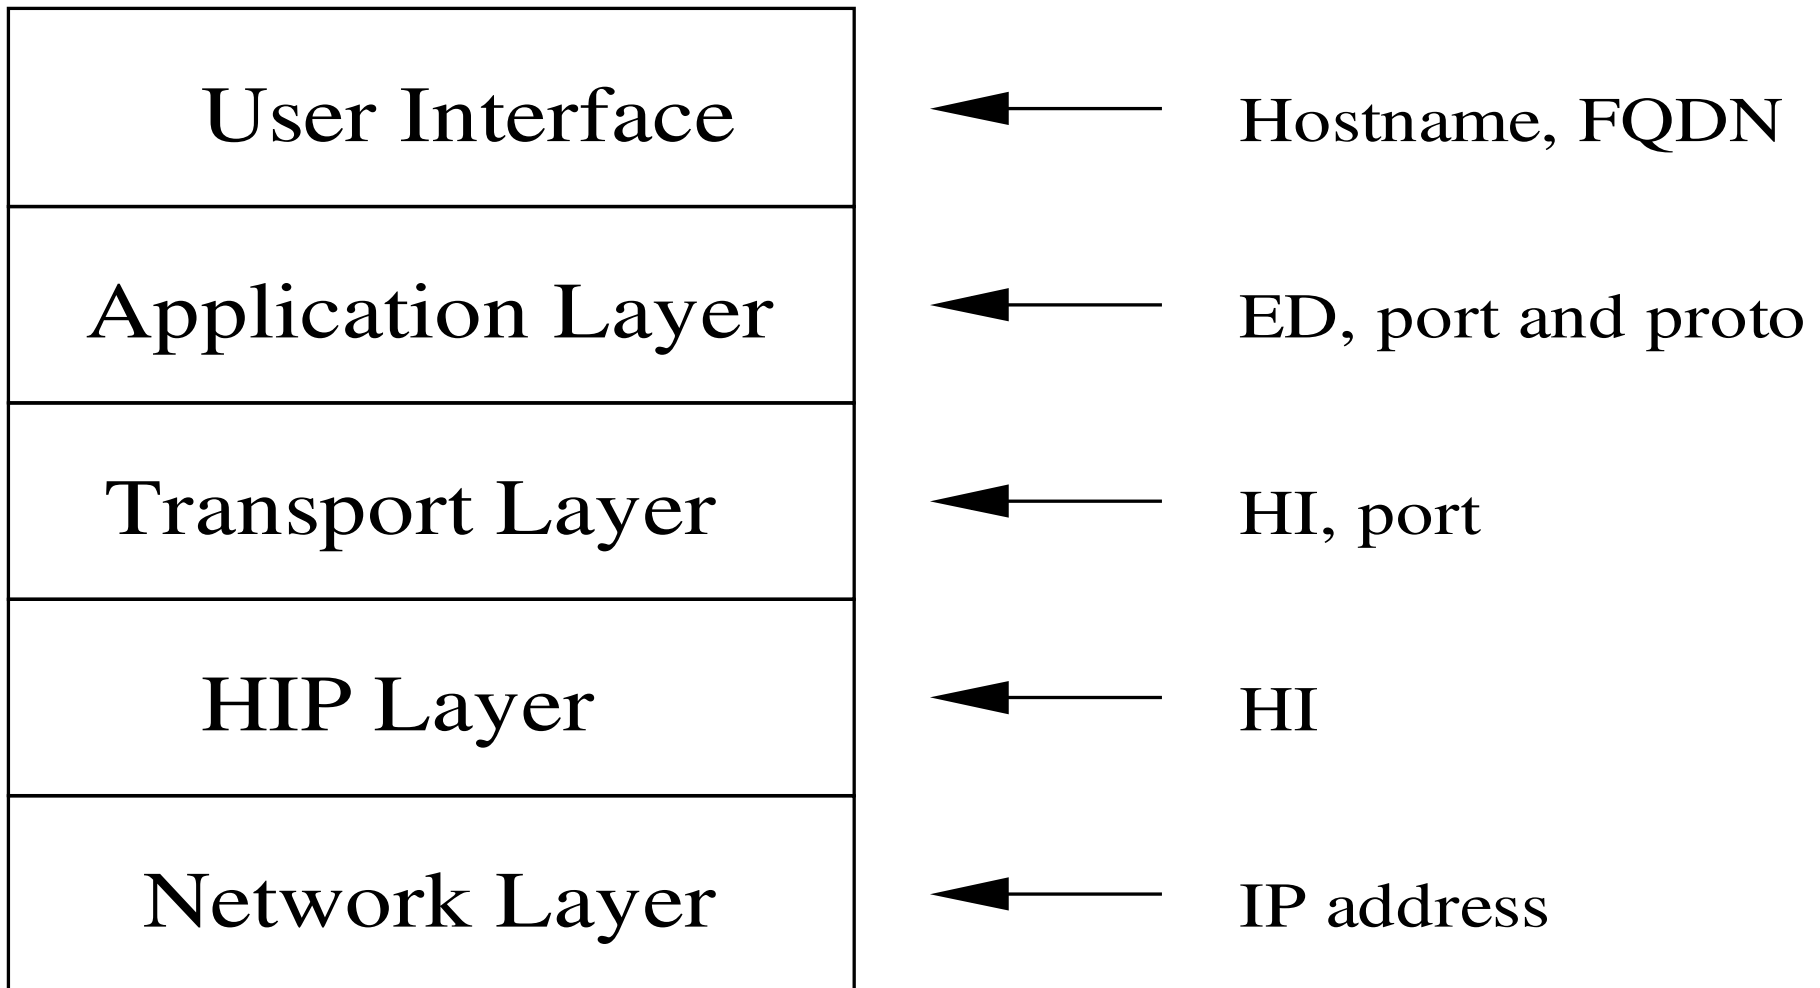 User Interface
Hostname, FQDN
Application Layer
ED, port and proto
Transport Layer
HI, port
HIP Layer
HI
Network Layer
IP address